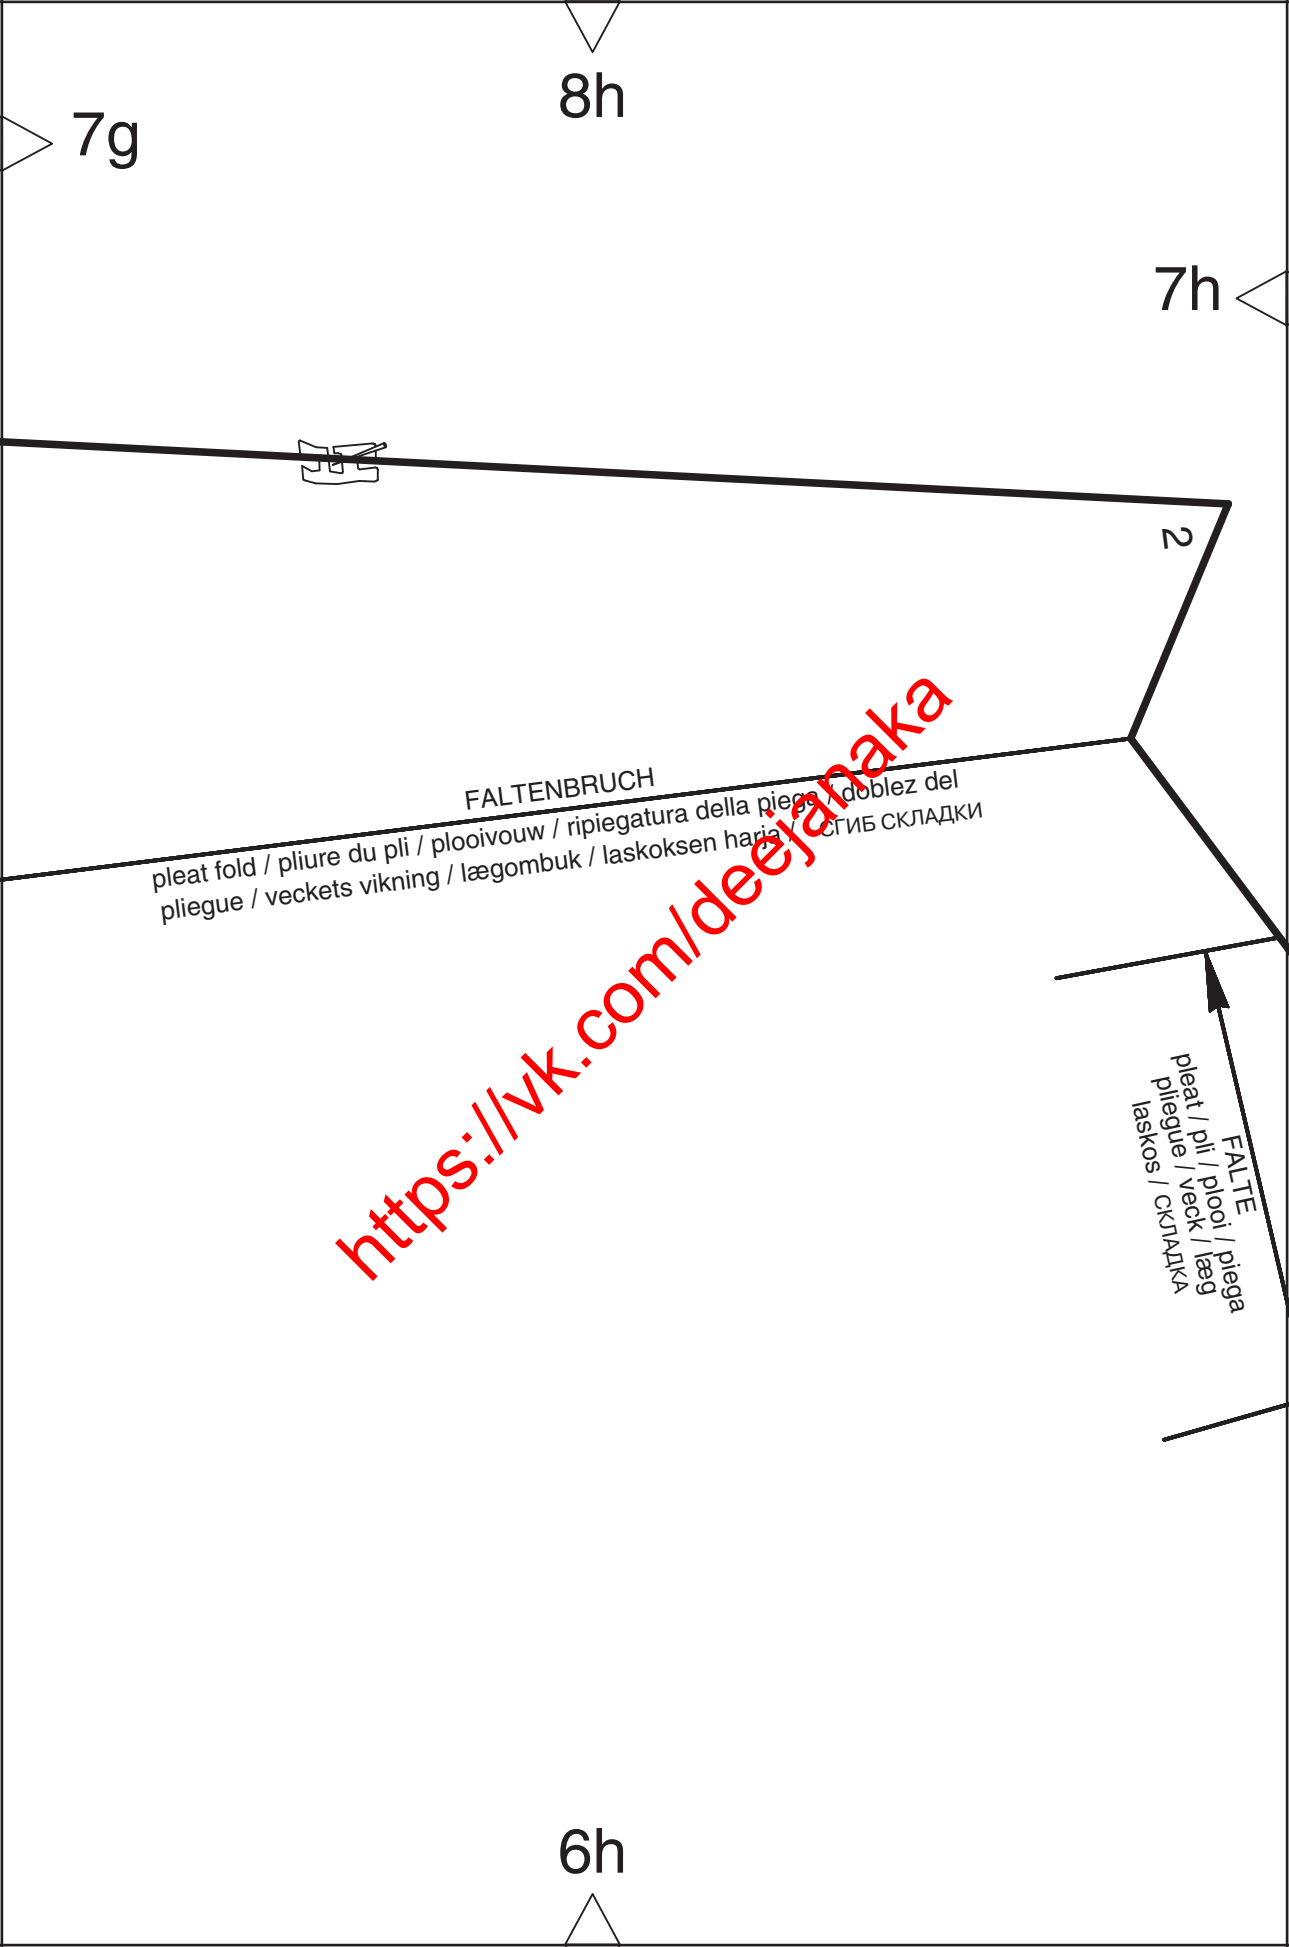 8h
7g
7h
2
FALTENBRUCH
pleat fold / pliure du pli / plooivouw / ripiegatura della piega / doblez del
pliegue / veckets vikning / lægombuk / laskoksen harja / СГИБ СКЛАДКИ
https://vk.com/deejanaka
FALTE
pleat / pli / plooi / piega
pliegue / veck / læg
laskos / СКЛАДКА
6h